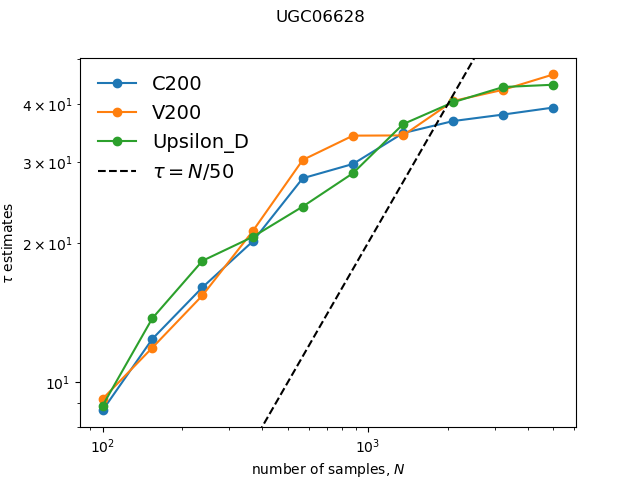 UGC06628
C200
V200
Upsilon_D
τ = N/50
4 × 10¹
3 × 10¹
2 × 10¹
10¹
τ estimates
10² 10³
number of samples, N